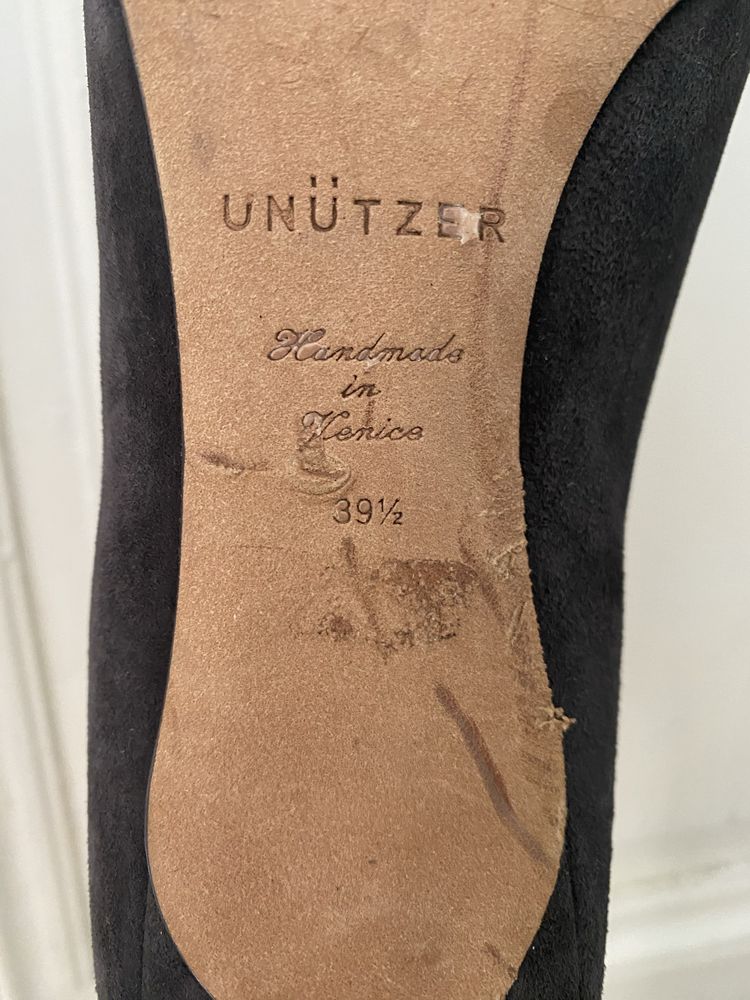 UNÜTZER
Handmade
in
Venice
39½